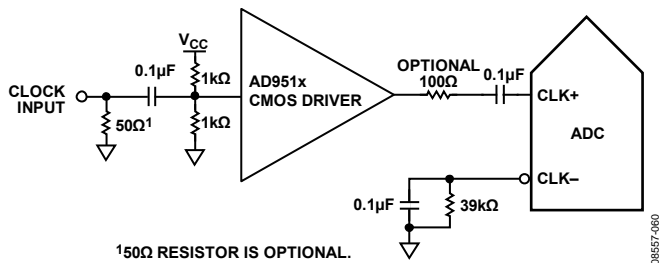 VCC
0.1µF
1kΩ
CLOCK
INPUT
50Ω1
1kΩ
AD951x
CMOS DRIVER
OPTIONAL
100Ω
0.1µF
CLK+
ADC
CLK–
0.1µF
39kΩ
150Ω RESISTOR IS OPTIONAL.
08557-060